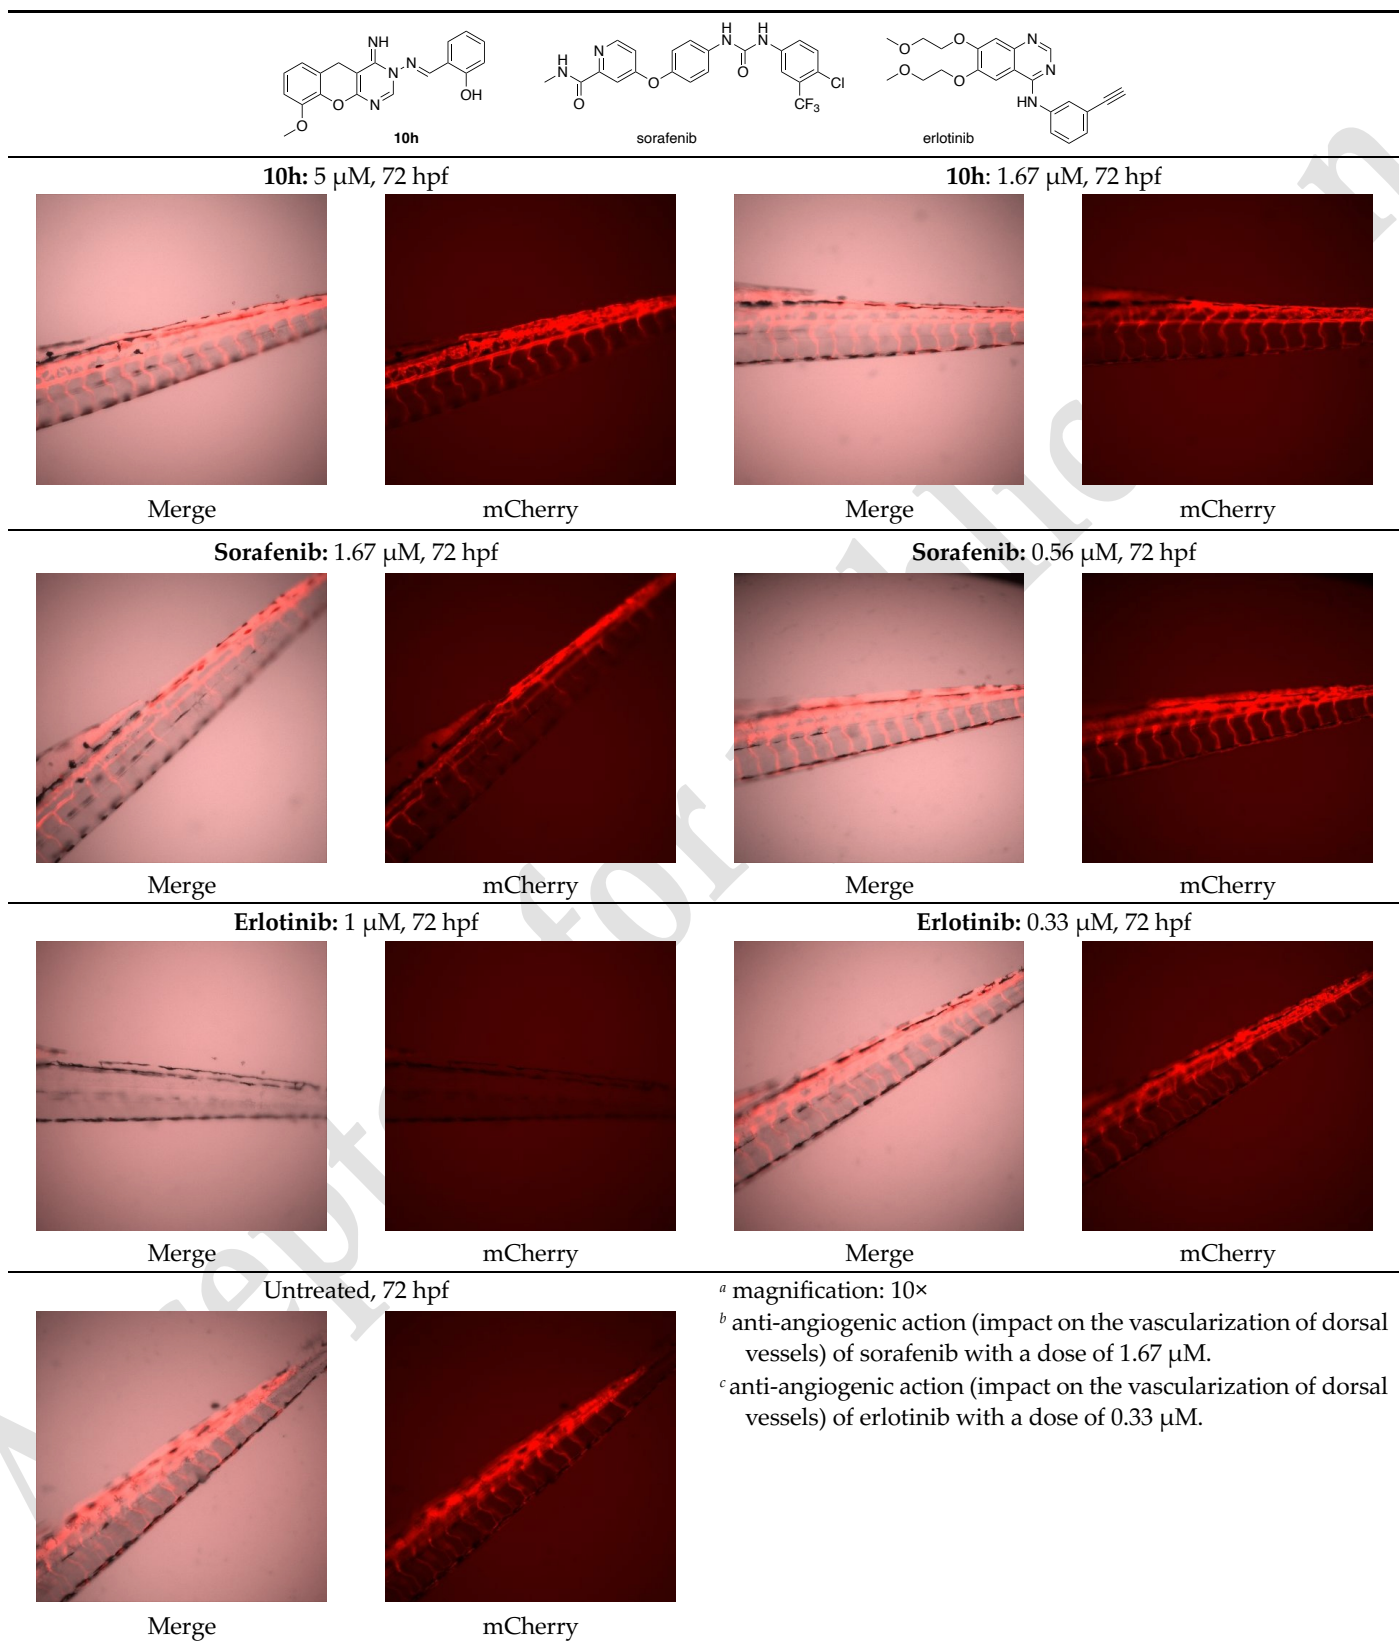 NH
N
N
OH
O
N
O
10h
H
N
O
N
O
H
N
H
N
O
Cl
CF₃
sorafenib
O
O
O
O
N
N
HN
erlotinib
10h: 5 µM, 72 hpf
10h: 1.67 µM, 72 hpf
Merge
mCherry
Merge
mCherry
Sorafenib: 1.67 µM, 72 hpf
Sorafenib: 0.56 µM, 72 hpf
Merge
mCherry
Merge
mCherry
Erlotinib: 1 µM, 72 hpf
Erlotinib: 0.33 µM, 72 hpf
Merge
mCherry
Merge
mCherry
Untreated, 72 hpf
Merge
mCherry
ᵃ magnification: 10×
ᵇ anti-angiogenic action (impact on the vascularization of dorsal
vessels) of sorafenib with a dose of 1.67 µM.
ᶜ anti-angiogenic action (impact on the vascularization of dorsal
vessels) of erlotinib with a dose of 0.33 µM.